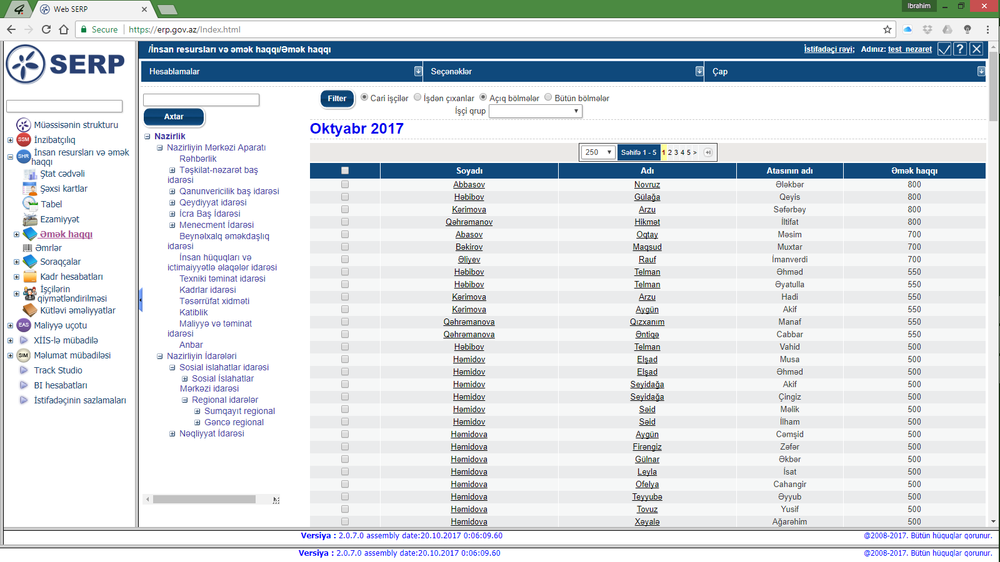 Ibrahim
Web SERP
Secure https://erp.gov.az/Index.html
SERP
/İnsan resursları və əmək haqqı/Əmək haqqı
İstifadəçi rəyi; Adınız: test_nezaret
Hesablamalar
Seçənəklər
Çap
Müəssisənin strukturu
SSM İnzibatçılıq
SHR İnsan resursları və əmək
haqqı
Ştat cədvəli
Şəxsi kartlar
Tabel
Ezamiyyət
Əmək haqqı
Əmrlər
Soraqçalar
Kadr hesabatları
İşçilərin
qiymətləndirilməsi
Kütləvi əməliyyatlar
EAS Maliyyə uçotu
XİİS-lə mübadilə
SIM Məlumat mübadiləsi
Track Studio
BI hesabatları
İstifadəçinin sazlamaları
Axtar
Nazirlik
Nazirliyin Mərkəzi Aparatı
Rəhbərlik
Təşkilat-nəzarət baş
idarəsi
Qanunvericilik baş idarəsi
Qeydiyyat idarəsi
İcra Baş İdarəsi
Menecment İdarəsi
Beynəlxalq əməkdaşlıq
idarəsi
İnsan hüquqları və
ictimaiyyətlə əlaqələr idarəsi
Texniki təminat idarəsi
Kadrlar idarəsi
Təsərrüfat xidməti
Katiblik
Maliyyə və təminat
idarəsi
Anbar
Nazirliyin İdarələri
Sosial islahatlar idarəsi
Sosial İslahatlar
Mərkəzi idarəsi
Regional idarələr
Sumqayıt regional
Gəncə regional
Nəqliyyat İdarəsi
Filter Cari işçilər İşdən çıxanlar Açıq bölmələr Bütün bölmələr
İşçi qrup
Oktyabr 2017
250 Səhifə 1 - 5 1 2 3 4 5 >
Soyadı Adı Atasının adı Əmək haqqı
Abbasov Novruz Ələkbər 800
Həbibov Gülağa Qeyis 800
Kərimova Arzu Səfərbəy 800
Qəhrəmanov Hikmət İltifat 800
Abasov Oqtay Məsim 700
Bəkirov Maqsud Muxtar 700
Əliyev Rauf İmanverdi 700
Həbibov Telman Əhməd 550
Həbibov Telman Əyatulla 550
Kərimova Arzu Hadi 550
Kərimova Aygün Akif 550
Qəhrəmanova Qızxanım Manaf 550
Qəhrəmanova Əntiqə Cabbar 550
Həbibov Telman Vahid 500
Həmidov Elşad Musa 500
Həmidov Elşad Əhməd 500
Həmidov Seyidağa Akif 500
Həmidov Seyidağa Çingiz 500
Həmidov Səid Məlik 500
Həmidov Səid İlham 500
Həmidova Aygün Cəmşid 500
Həmidova Firəngiz Zəfər 500
Həmidova Gülnar Əkbər 500
Həmidova Leyla İsat 500
Həmidova Ofelya Cahangir 500
Həmidova Teyyubə Əyyub 500
Həmidova Tovuz Yusif 500
Həmidova Xəyalə Ağarəhim 500
Versiya : 2.0.7.0 assembly date:20.10.2017 0:06:09.60 @2008-2017. Bütün hüquqlar qorunur.
Versiya : 2.0.7.0 assembly date:20.10.2017 0:06:09.60 @2008-2017. Bütün hüquqlar qorunur.